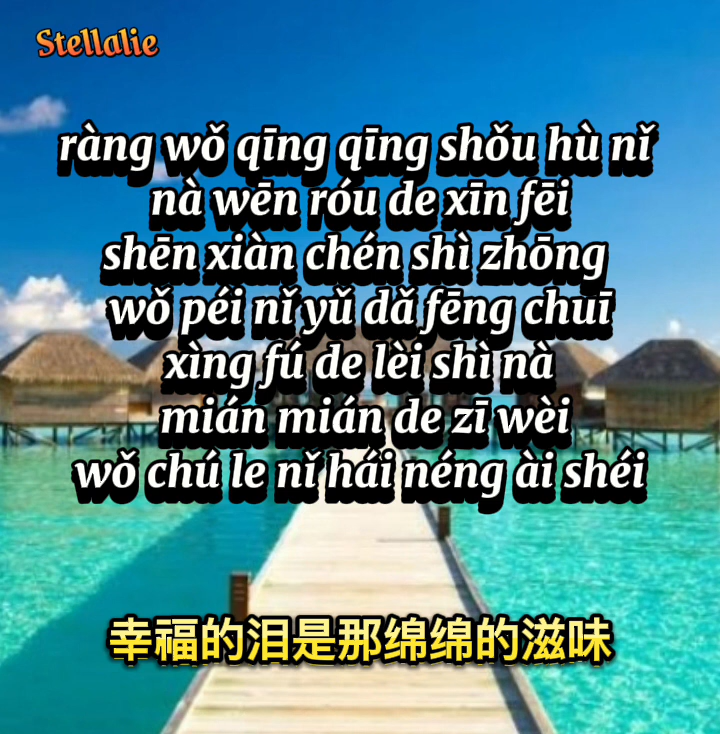 Stellalie
ràng wǒ qīng qīng shǒu hù nǐ
nà wēn róu de xīn fēi
shēn xiàn chén shì zhōng
wǒ péi nǐ yǔ dǎ fēng chuī
xìng fú de lèi shì nà
mián mián de zī wèi
wǒ chú le nǐ hái néng ài shéi
幸福的泪是那绵绵的滋味